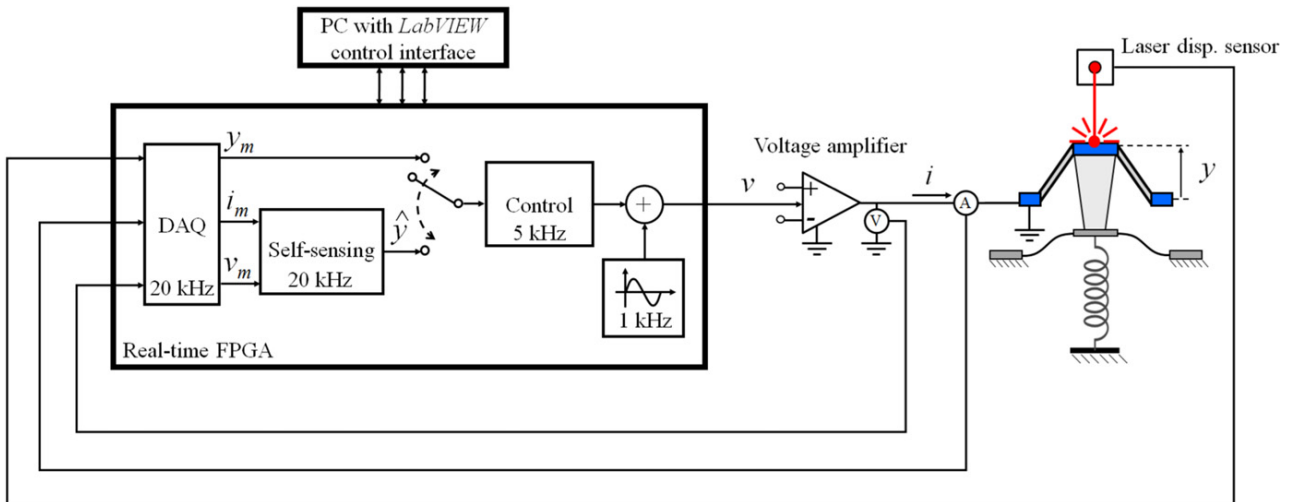 PC with LabVIEW
control interface
Laser disp. sensor
y_m
i_m
v_m
DAQ
20 kHz
Self-sensing
20 kHz
ŷ
Control
5 kHz
+
1 kHz
Real-time FPGA
Voltage amplifier
v
+
-
V
i
A
y